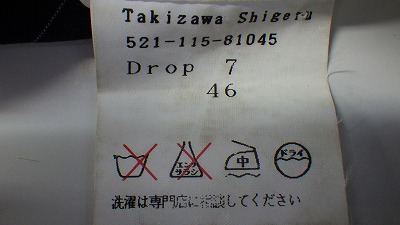 Takizawa Shigeru
521-115-81045
Drop 7
46
エンソ
サラシ
中
ドライ
洗濯は専門店に相談してください